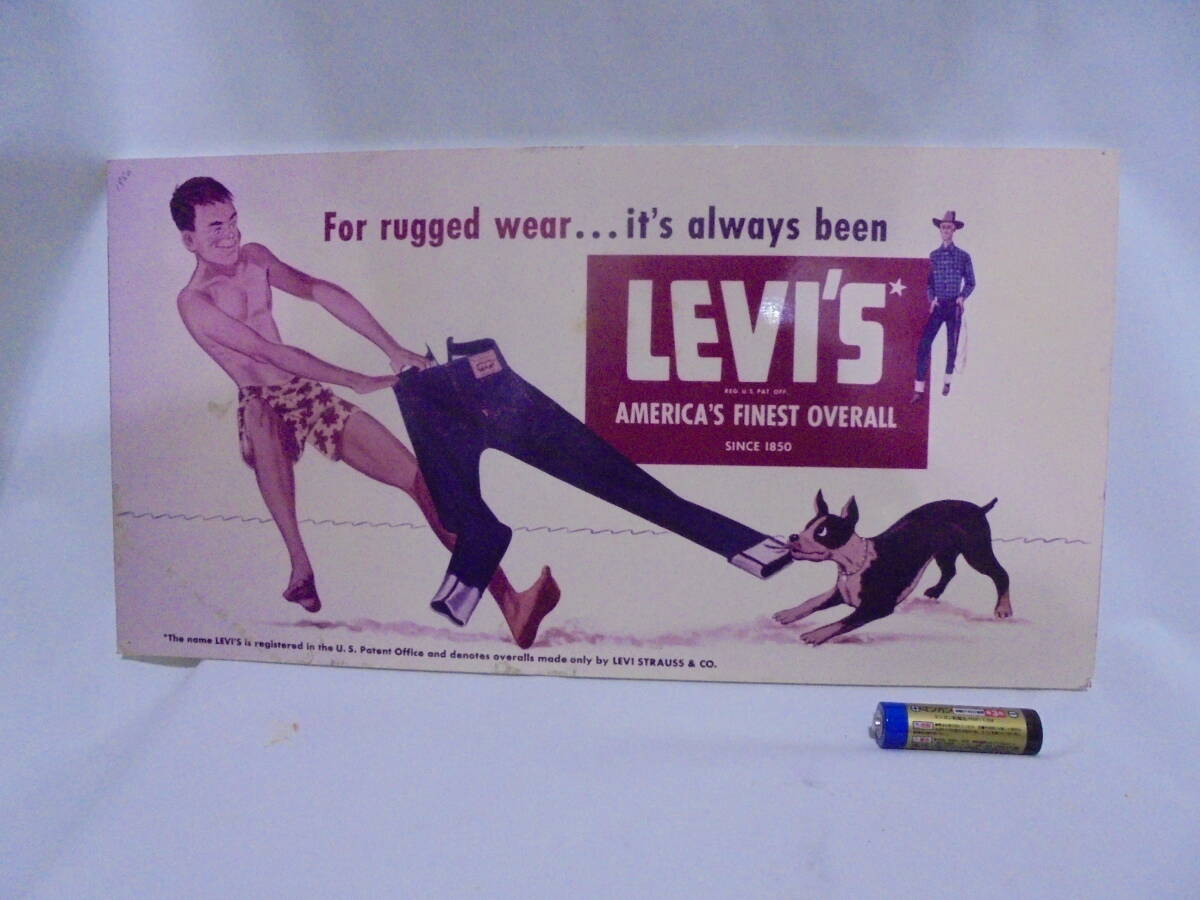 For rugged wear...it's always been
LEVI'S*
REG. U.S. PAT. OFF.
AMERICA'S FINEST OVERALL
SINCE 1850
*The name LEVI'S is registered in the U. S. Patent Office and denotes overalls made only by LEVI STRAUSS & CO.